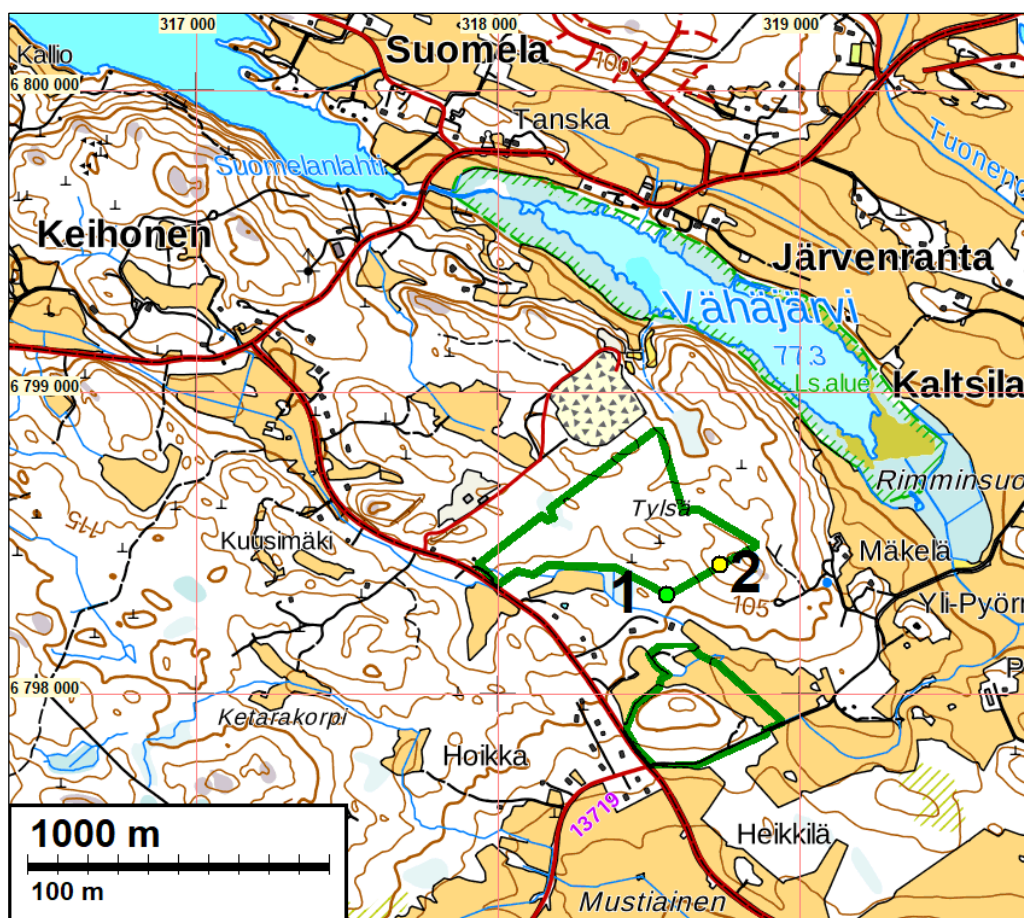 317 000
318 000
319 000
Kallio
Suomela
100
6 800 000
Tanska
Suomelanlahti
Tuonep
Keihonen
Järvenranta
Vähäjärvi
77.3
6 799 000
Ls.alue
Kaltsila
Rimminsuo
Tylsä
115
Kuusimäki
Mäkelä
1
2
105
Yli-Pyörn
P
6 798 000
Ketarakorpi
Hoikka
13719
1000 m
Heikkilä
100 m
Mustiainen